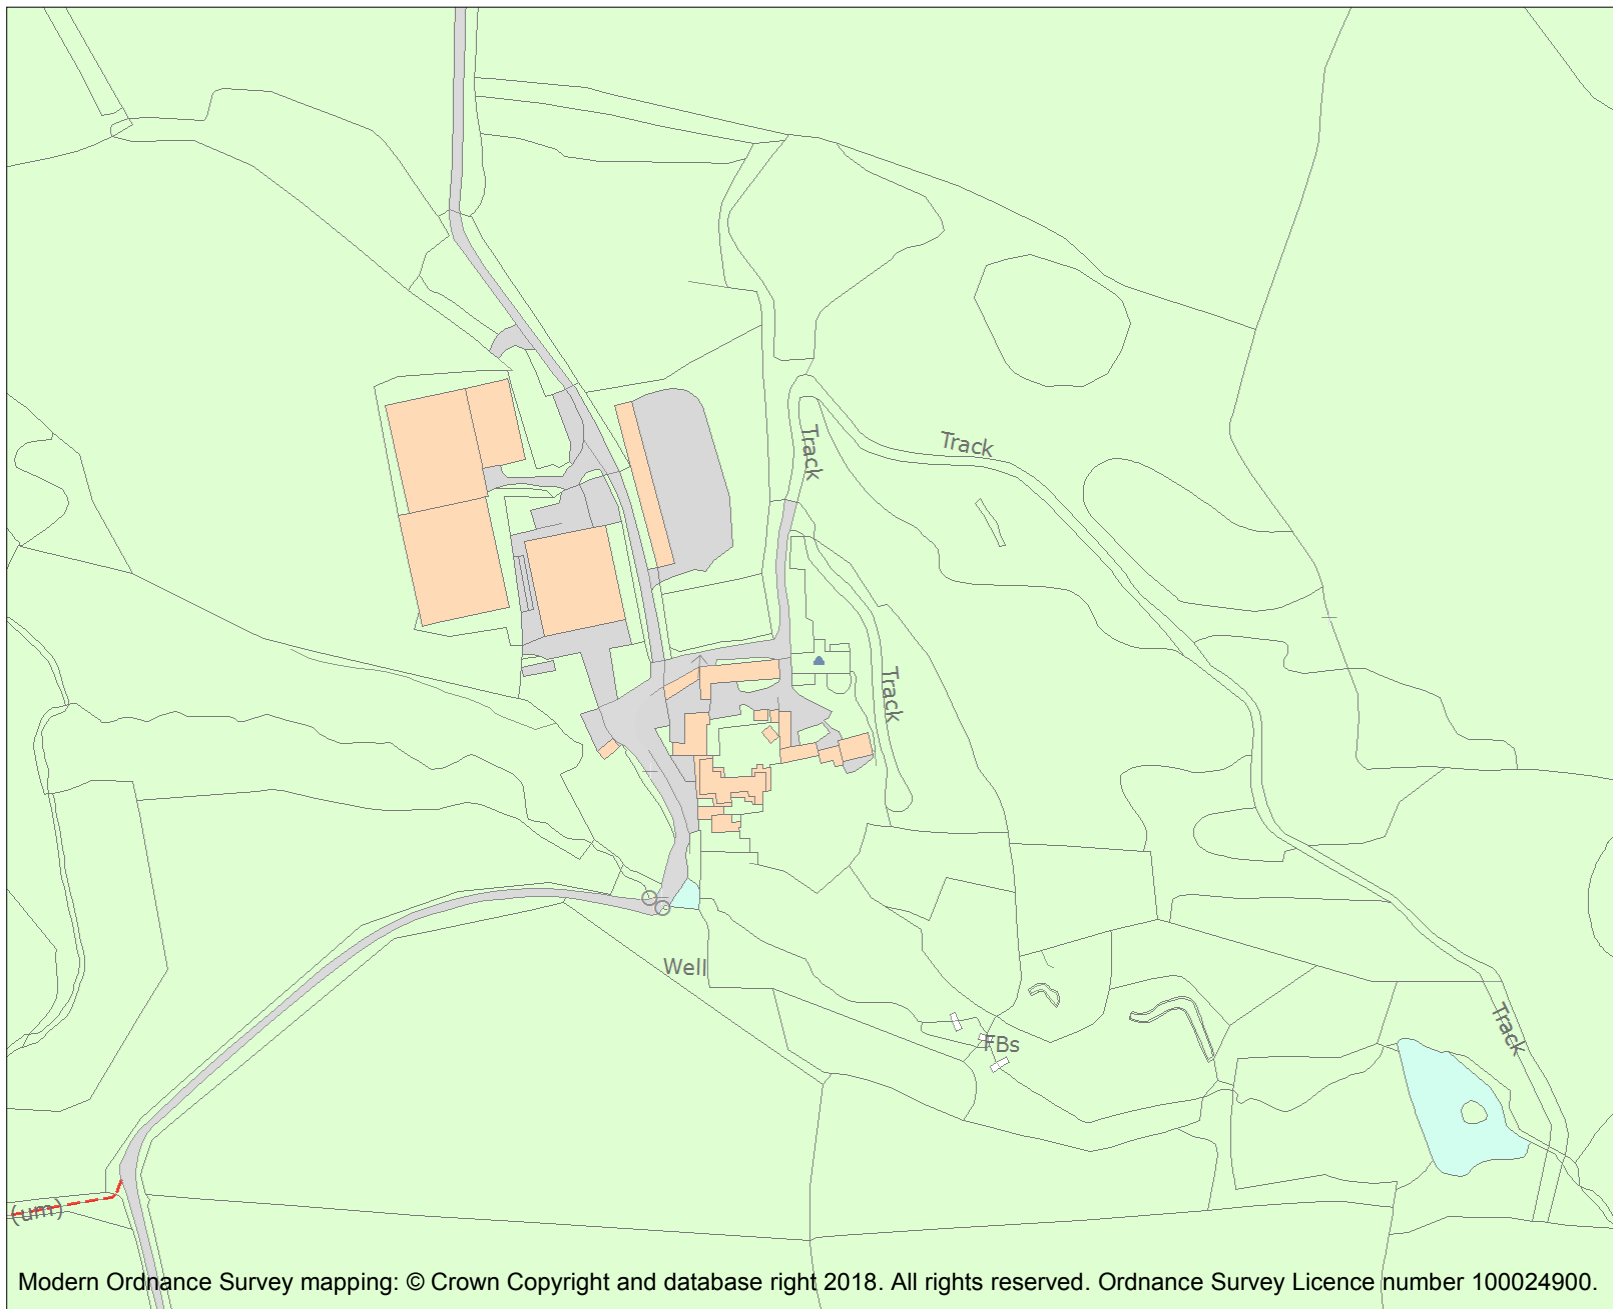 Track
Track
Track
Well
Track
FBs
(um)
Modern Ordnance Survey mapping: © Crown Copyright and database right 2018. All rights reserved. Ordnance Survey Licence number 100024900.